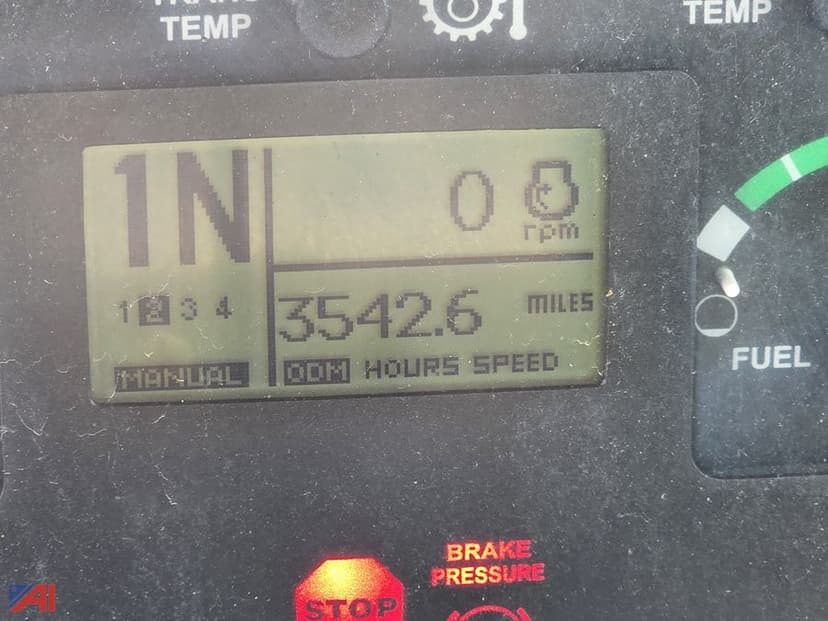 TEMP
TEMP
1N
0
rpm
1 2 3 4
3542.6 MILES
MANUAL
ODM HOURS SPEED
FUEL
BRAKE
PRESSURE
STOP
AI